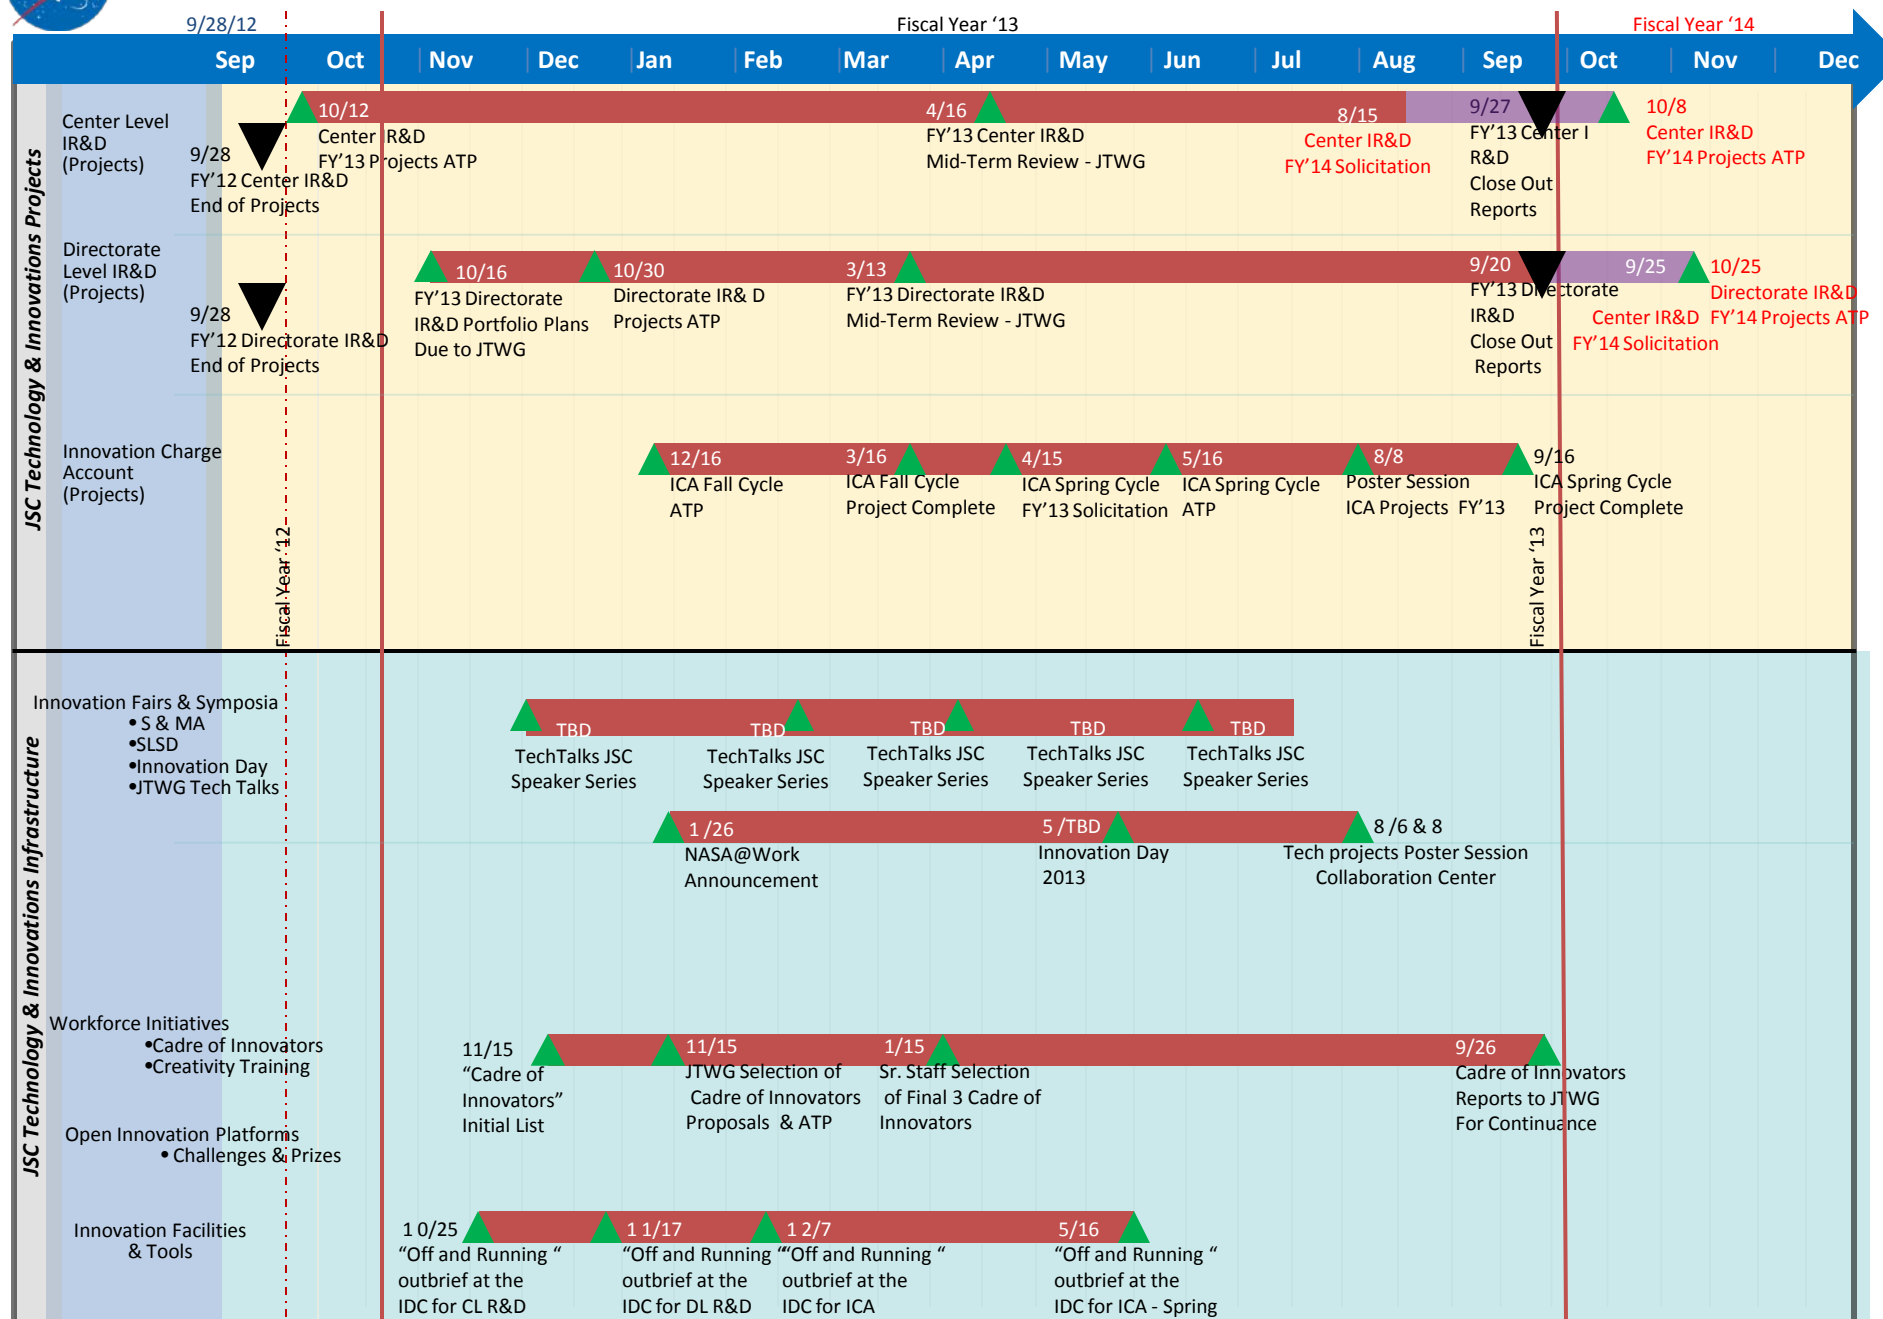 9/28/12
Fiscal Year ‘13
Fiscal Year ‘14
Sep Oct Nov Dec Jan Feb Mar Apr May Jun Jul Aug Sep Oct Nov Dec
JSC Technology & Innovations Projects
Center Level
IR&D
(Projects)
9/28
FY’12 Center IR&D
End of Projects
10/12
Center IR&D
FY’13 Projects ATP
4/16
FY’13 Center IR&D
Mid-Term Review - JTWG
8/15
Center IR&D
FY’14 Solicitation
9/27
FY’13 Center I
R&D
Close Out
Reports
10/8
Center IR&D
FY’14 Projects ATP
Directorate
Level IR&D
(Projects)
9/28
FY’12 Directorate IR&D
End of Projects
10/16
FY’13 Directorate
IR&D Portfolio Plans
Due to JTWG
10/30
Directorate IR& D
Projects ATP
3/13
FY’13 Directorate IR&D
Mid-Term Review - JTWG
9/20
FY’13 Directorate
IR&D
Close Out
Reports
9/25
Center IR&D
FY’14 Solicitation
10/25
Directorate IR&D
FY’14 Projects ATP
Innovation Charge
Account
(Projects)
12/16
ICA Fall Cycle
ATP
3/16
ICA Fall Cycle
Project Complete
4/15
ICA Spring Cycle
FY’13 Solicitation
5/16
ICA Spring Cycle
ATP
8/8
Poster Session
ICA Projects FY’13
9/16
ICA Spring Cycle
Project Complete
Fiscal Year ‘12
Fiscal Year ‘13
JSC Technology & Innovations Infrastructure
Innovation Fairs & Symposia
• S & MA
•SLSD
•Innovation Day
•JTWG Tech Talks
TBD
TechTalks JSC
Speaker Series
TBD
TechTalks JSC
Speaker Series
TBD
TechTalks JSC
Speaker Series
TBD
TechTalks JSC
Speaker Series
TBD
TechTalks JSC
Speaker Series
1 /26
NASA@Work
Announcement
5 /TBD
Innovation Day
2013
8 /6 & 8
Tech projects Poster Session
Collaboration Center
Workforce Initiatives
•Cadre of Innovators
•Creativity Training
11/15
“Cadre of
Innovators”
Initial List
11/15
JTWG Selection of
Cadre of Innovators
Proposals & ATP
1/15
Sr. Staff Selection
of Final 3 Cadre of
Innovators
9/26
Cadre of Innovators
Reports to JTWG
For Continuance
Open Innovation Platforms
• Challenges & Prizes
Innovation Facilities
& Tools
1 0/25
“Off and Running “
outbrief at the
IDC for CL R&D
1 1/17
“Off and Running “
outbrief at the
IDC for DL R&D
1 2/7
“Off and Running “
outbrief at the
IDC for ICA
5/16
“Off and Running “
outbrief at the
IDC for ICA - Spring